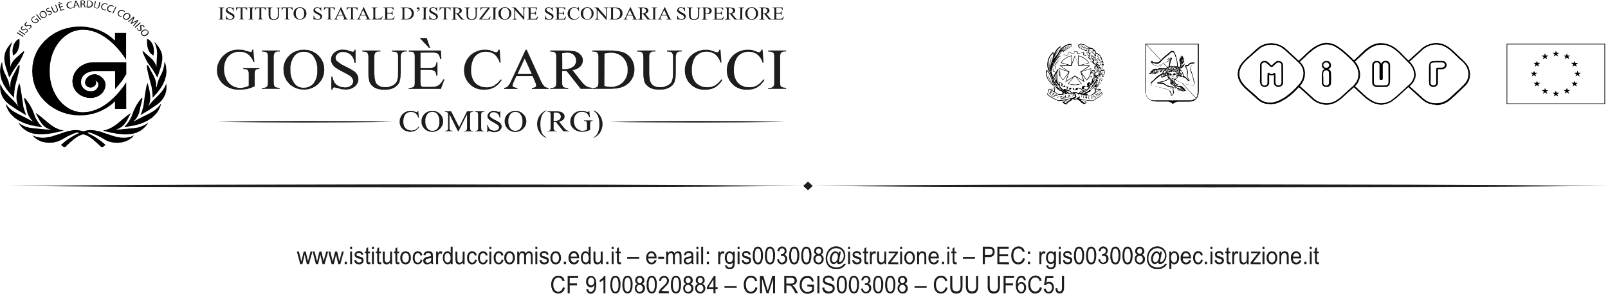 IISS GIOSUÈ CARDUCCI COMISO
G
ISTITUTO STATALE D'ISTRUZIONE SECONDARIA SUPERIORE
GIOSUÈ CARDUCCI
COMISO (RG)
MIUR
www.istitutocarduccicomiso.edu.it – e-mail: rgis003008@istruzione.it – PEC: rgis003008@pec.istruzione.it
CF 91008020884 – CM RGIS003008 – CUU UF6C5J